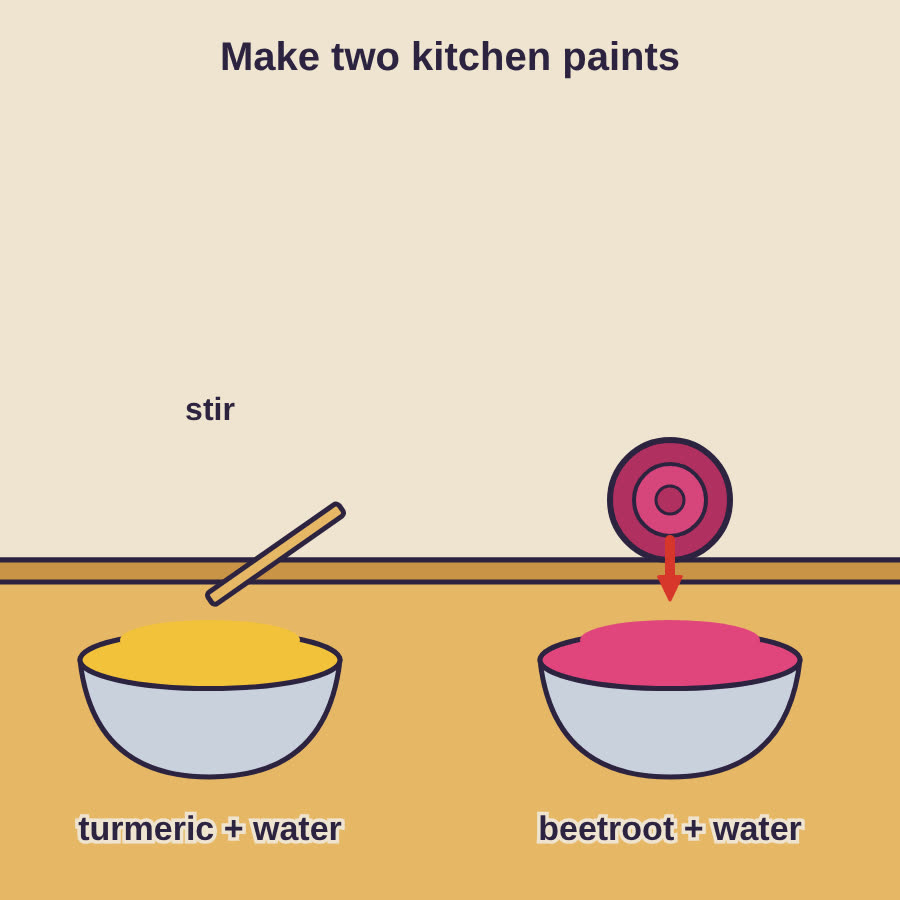 Make two kitchen paints
stir
turmeric + water
beetroot + water